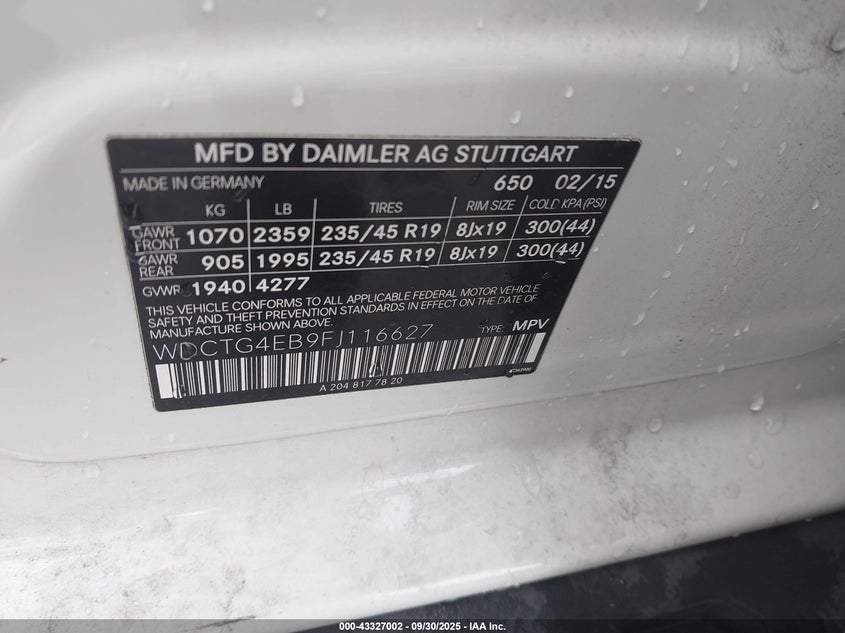 MFD BY DAIMLER AG STUTTGART
MADE IN GERMANY 650 02/15
KG LB TIRES RIM SIZE COLD KPA (PSI)
GAWR FRONT 1070 2359 235/45 R19 8Jx19 300(44)
GAWR REAR 905 1995 235/45 R19 8Jx19 300(44)
GVWR 1940 4277
THIS VEHICLE CONFORMS TO ALL APPLICABLE FEDERAL MOTOR VEHICLE
SAFETY AND THEFT PREVENTION STANDARDS IN EFFECT ON THE DATE OF
MANUFACTURE SHOWN ABOVE.
WDCTG4EB9FJ116627 TYPE: MPV
A 204 817 78 20
000-43327002 - 09/30/2025 - IAA Inc.